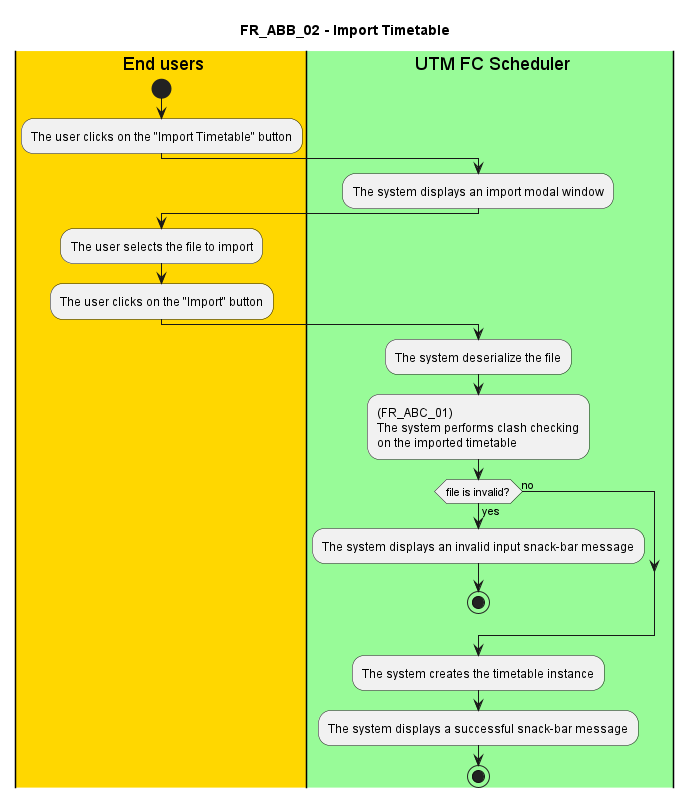 FR_ABB_02 - Import Timetable
End users
UTM FC Scheduler
The user clicks on the "Import Timetable" button
The system displays an import modal window
The user selects the file to import
The user clicks on the "Import" button
The system deserialize the file
(FR_ABC_01)
The system performs clash checking
on the imported timetable
file is invalid?
no
yes
The system displays an invalid input snack-bar message
The system creates the timetable instance
The system displays a successful snack-bar message